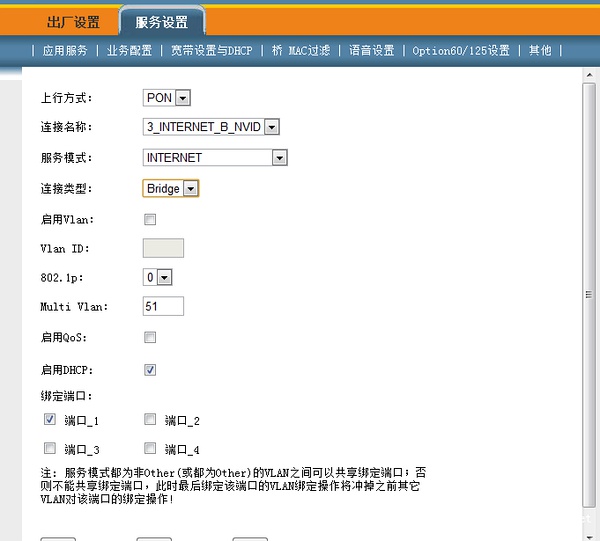 出厂设置 服务设置
| 应用服务 | 业务配置 | 宽带设置与DHCP | 桥 MAC过滤 | 语音设置 | Option60/125设置 | 其他 |
上行方式: PON
连接名称: 3_INTERNET_B_NVID
服务模式: INTERNET
连接类型: Bridge
启用Vlan:
Vlan ID:
802.1p: 0
Multi Vlan: 51
启用QoS:
启用DHCP:
绑定端口:
端口_1 端口_2
端口_3 端口_4
注: 服务模式都为非Other(或都为Other)的VLAN之间可以共享绑定端口; 否
则不能共享绑定端口, 此时最后绑定该端口的VLAN绑定操作将冲掉之前其它
VLAN对该端口的绑定操作!